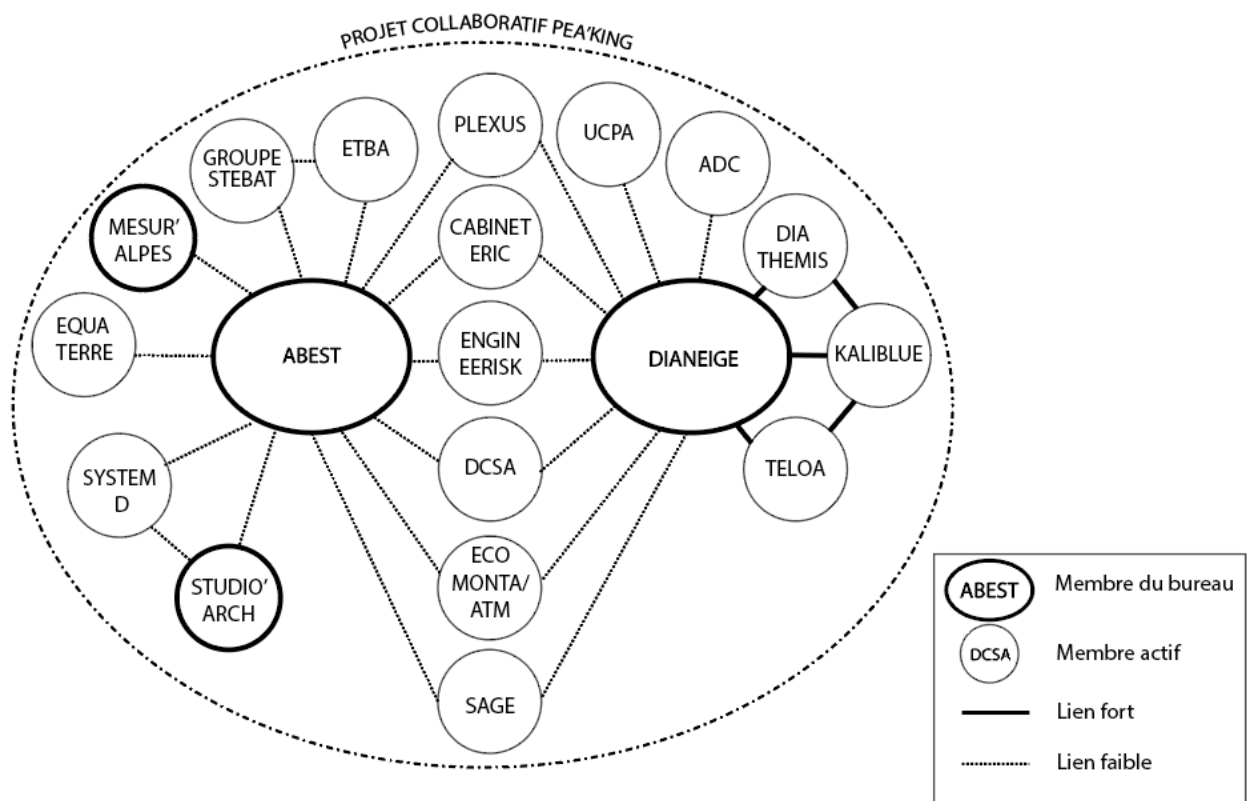 PROJET COLLABORATIF PEA'KING
PLEXUS
UCPA
ETBA
GROUPE
STEBAT
ADC
MESUR'
ALPES
CABINET
ERIC
DIA
THEMIS
EQUA
TERRE
ABEST
ENGIN
EERISK
DIANEIGE
KALIBLUE
SYSTEM
D
DCSA
TELOA
STUDIO'
ARCH
ECO
MONTA/
ATM
SAGE
ABEST
Membre du bureau
DCSA
Membre actif
Lien fort
Lien faible